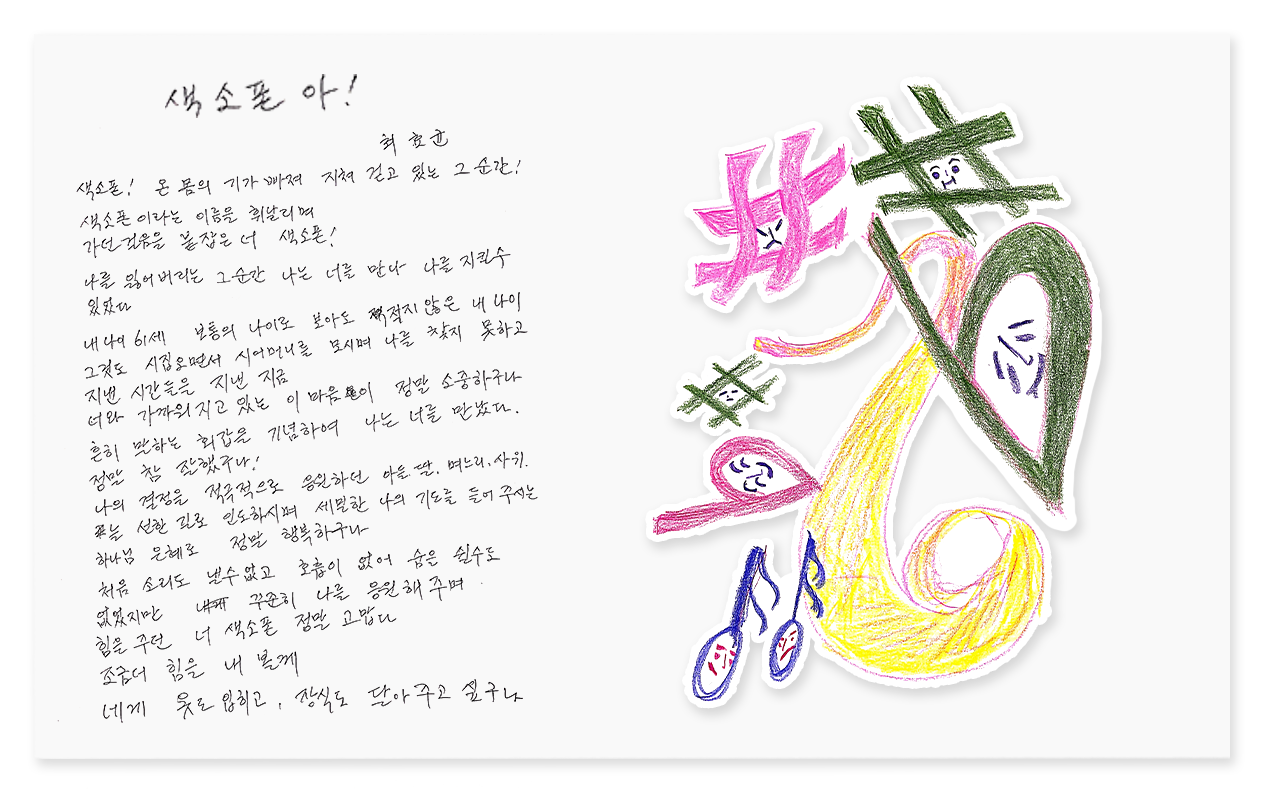 색소폰 아!
최 효 균
색소폰! 온 몸의 기가 빠져 지쳐 걷고 있는 그 순간!
색소폰이라는 이름을 휘날리며
가던 걸음을 붙잡은 너 색소폰!
나를 잃어버리는 그순간 나는 너를 만나 나를 지킬수
있었다
내 나이 61세 보통의 나이로 보아도 적지 않은 내 나이
그것도 시집오면서 시어머니를 모시며 나를 찾지 못하고
지낸 시간들을 지낸 지금
너와 가까워 지고 있는 이 마음이 정말 소중하구나
흔히 말하는 회갑을 기념하여 나는 너를 만났다.
정말 참 잘했구나!
나의 결정을 적극적으로 응원하던 아들. 딸. 며느리. 사위.
늘 선한 길로 인도하시며 세밀한 나의 기도를 들어 주시는
하나님 은혜로 정말 행복하구나
처음 소리도 낼수 없고 호흡이 없어 숨을 쉴수도
없었지만 꾸준히 나를 응원해 주며
힘을 주던 너 색소폰 정말 고맙다
조금더 힘을 내 볼께
네게 옷도 입히고, 장식도 달아 주고 싶구나